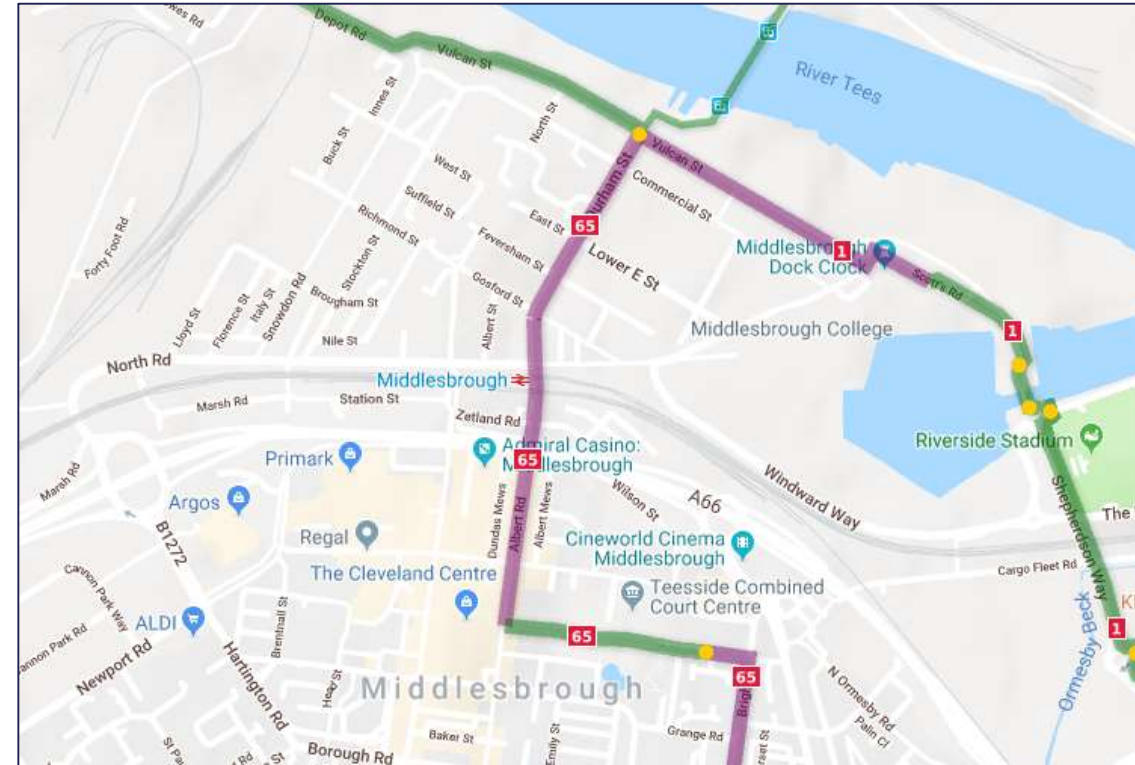 Depot Rd
Vulcan St
River Tees
Innes St
North St
Buck St
Vulcan St
West St
Durham St
Commercial St
Suffield St
65
East St
Richmond St
Forty Foot Rd
Stockton St
Feversham St
Lower E St
1
Middlesbrough
Dock Clock
Gosford St
Scott's Rd
Lloyd St
Florence St
Italy St
Snowdon Rd
Brougham St
Albert St
Nile St
Middlesbrough College
1
North Rd
Middlesbrough
Station St
Marsh Rd
Zetland Rd
Admiral Casino:
Middlesbrough
65
Primark
Riverside Stadium
Marsh Rd
Argos
Wilson St
A66
Windward Way
Shepherdson Way
The
B1272
Regal
Dundas Mews
Albert Rd
Albert Mews
Cineworld Cinema
Middlesbrough
Cargo Fleet Rd
The Cleveland Centre
Teesside Combined
Court Centre
Cannon Park Way
Brentnall St
ALDI
Cannon Park Rd
Newport Rd
65
1
Ormesby Beck
Hartington Rd
65
Middlesbrough
N Ormesby Rd
Palin Cl
Grange Rd
Baker St
Emily St
Borough Rd